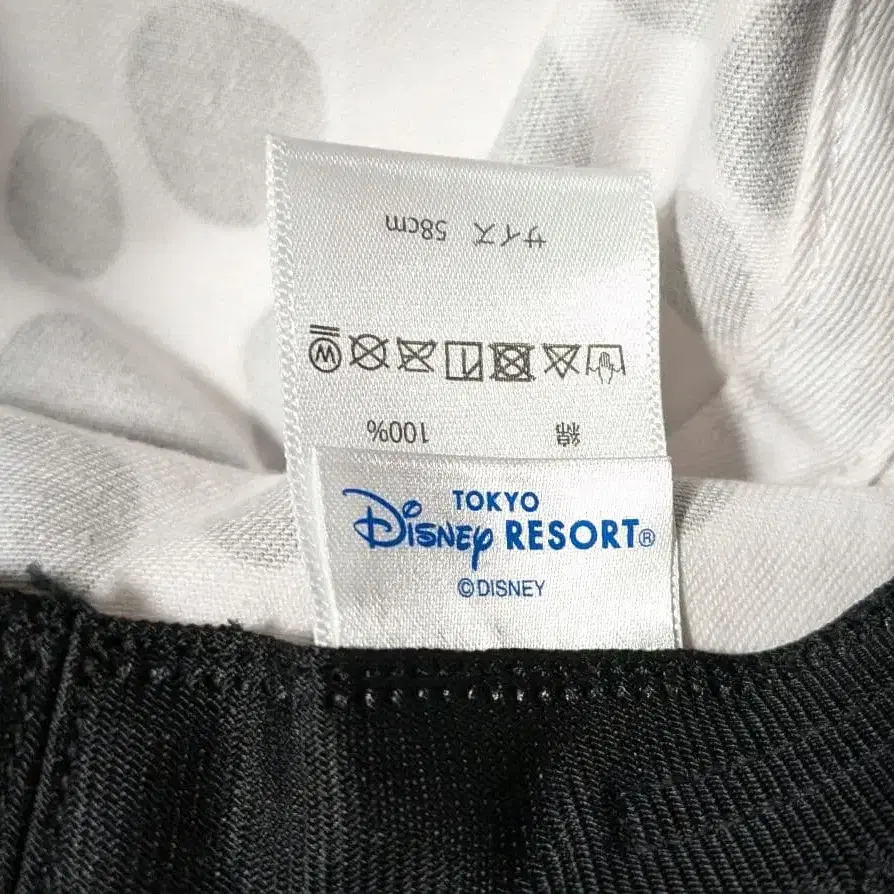 サイズ 58cm
綿 100%
TOKYO
Disney RESORT®
©DISNEY